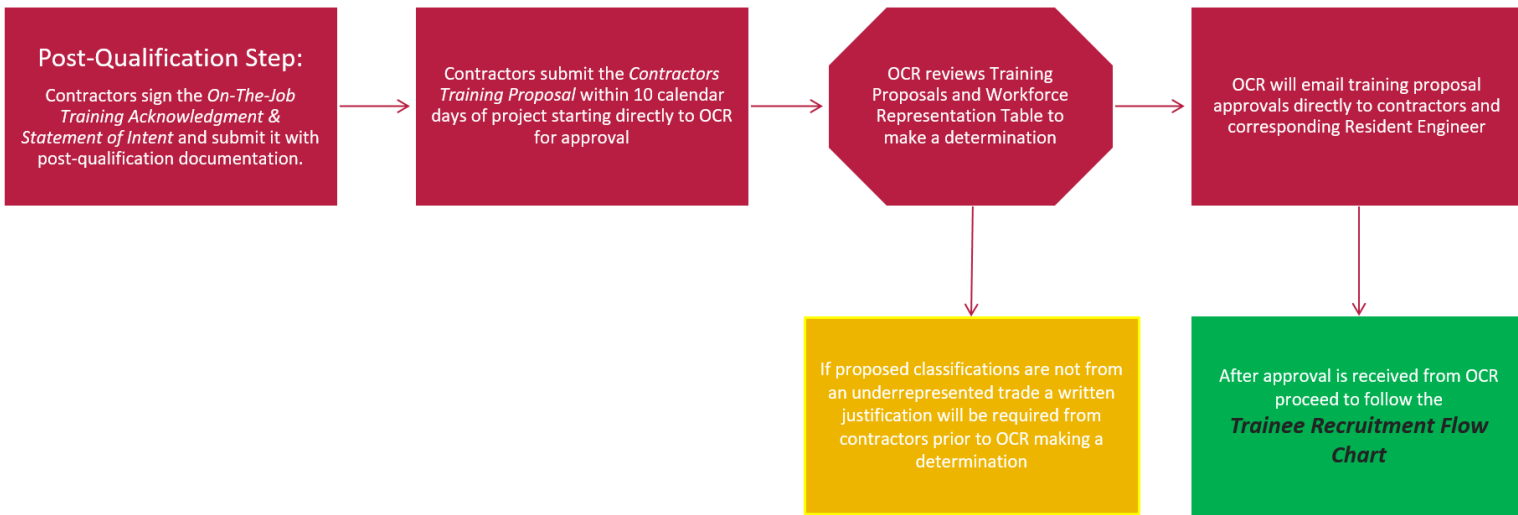 Post-Qualification Step:
Contractors sign the On-The-Job
Training Acknowledgment &
Statement of Intent and submit it with
post-qualification documentation.
Contractors submit the Contractors
Training Proposal within 10 calendar
days of project starting directly to OCR
for approval
OCR reviews Training
Proposals and Workforce
Representation Table to
make a determination
OCR will email training proposal
approvals directly to contractors and
corresponding Resident Engineer
If proposed classifications are not from
an underrepresented trade a written
justification will be required from
contractors prior to OCR making a
determination
After approval is received from OCR
proceed to follow the
Trainee Recruitment Flow
Chart